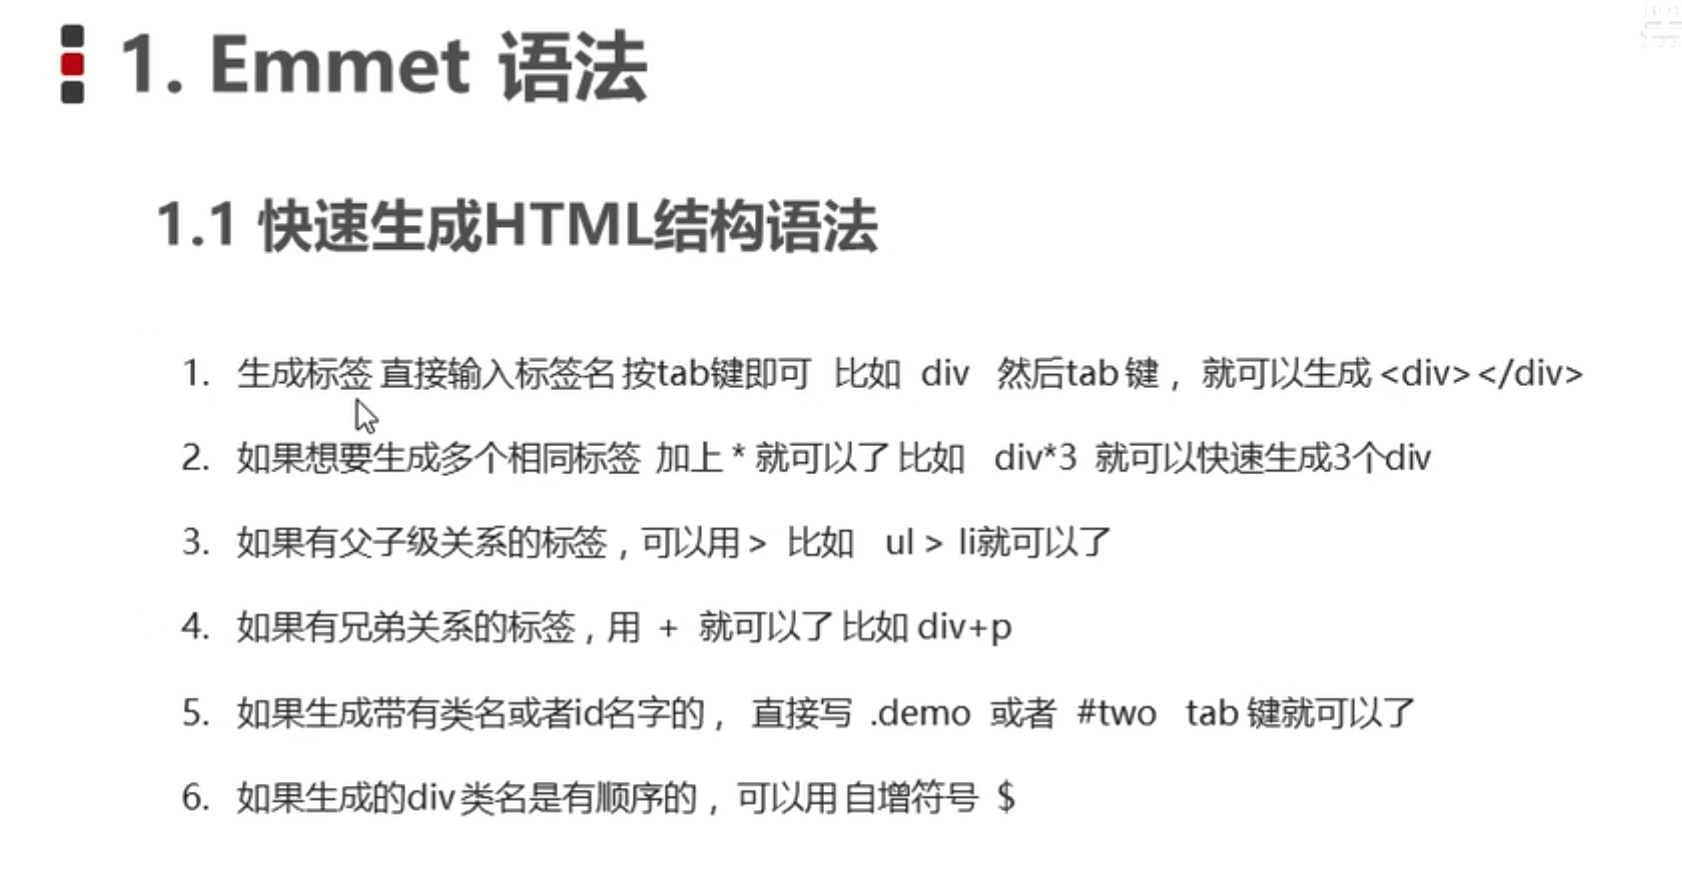 1. Emmet 语法
1.1 快速生成HTML结构语法
1. 生成标签 直接输入标签名 按tab键即可 比如 div 然后tab 键， 就可以生成 <div></div>
2. 如果想要生成多个相同标签 加上 * 就可以了 比如 div*3 就可以快速生成3个div
3. 如果有父子级关系的标签，可以用 > 比如 ul > li就可以了
4. 如果有兄弟关系的标签，用 + 就可以了 比如 div+p
5. 如果生成带有类名或者id名字的， 直接写 .demo 或者 #two tab 键就可以了
6. 如果生成的div 类名是有顺序的， 可以用 自增符号 $